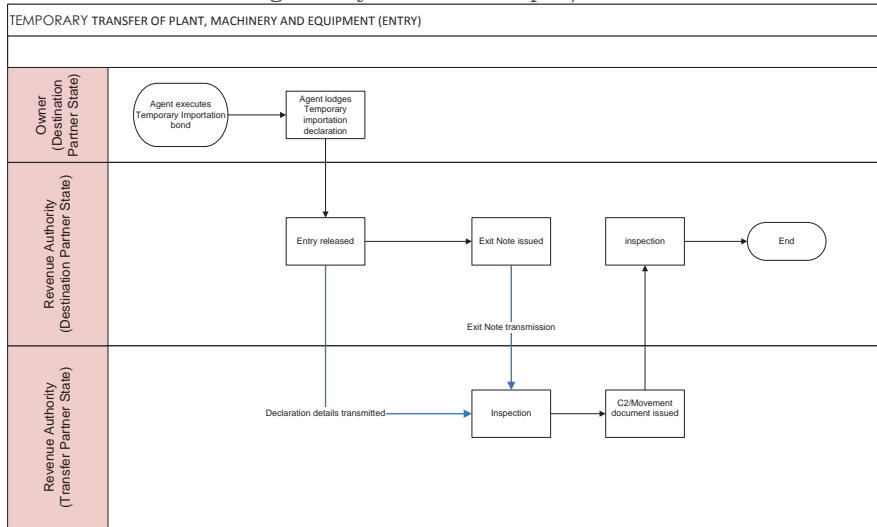 TEMPORARY TRANSFER OF PLANT, MACHINERY AND EQUIPMENT (ENTRY)
Owner
(Destination
Partner State)
Agent executes
Temporary Importation
bond
Agent lodges
Temporary
importation
declaration
Revenue Authority
(Destination Partner State)
Entry released
Exit Note issued
inspection
End
Exit Note transmission
Revenue Authority
(Transfer Partner State)
Declaration details transmitted
Inspection
C2/Movement
document issued